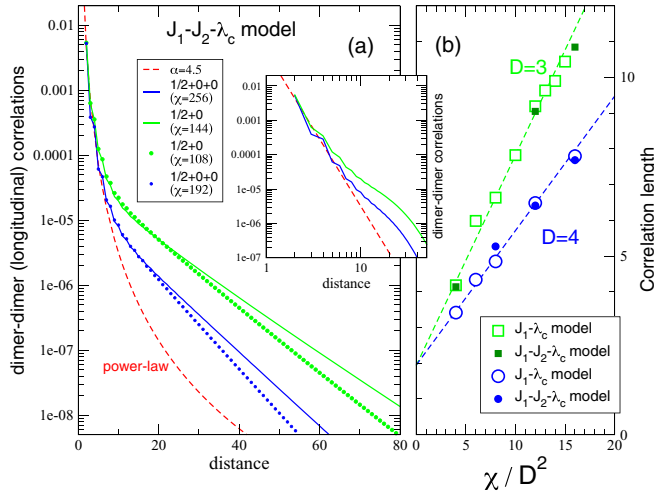 J₁-J₂-λc model
(a)
(b)
0.01
0.001
0.0001
1e-05
1e-06
1e-07
1e-08
dimer-dimer (longitudinal) correlations
α=4.5
1/2+0+0
(χ=256)
1/2+0
(χ=144)
1/2+0
(χ=108)
1/2+0+0
(χ=192)
power-law
0 20 40 60 80
distance
0.01
0.001
0.0001
1e-05
1e-06
1e-07
1 10
distance
dimer-dimer correlations
D=3
D=4
J₁-λc model
J₁-J₂-λc model
J₁-λc model
J₁-J₂-λc model
0 4 8 12 16 20
χ/D²
10
5
0
Correlation length